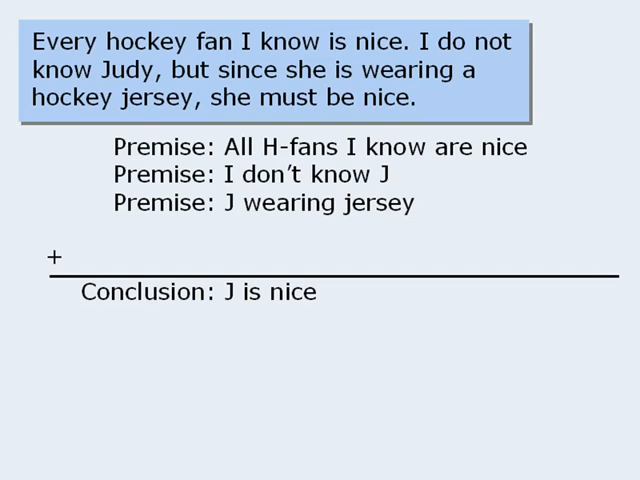 Every hockey fan I know is nice. I do not
know Judy, but since she is wearing a
hockey jersey, she must be nice.
Premise: All H-fans I know are nice
Premise: I don’t know J
Premise: J wearing jersey
+
Conclusion: J is nice